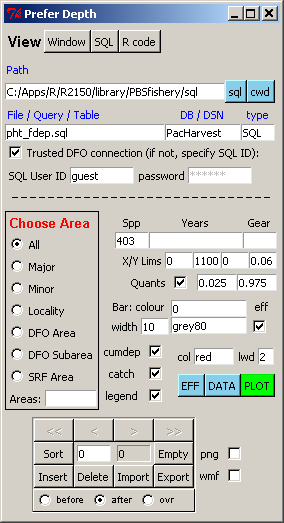 Prefer Depth
View Window SQL R code
Path
C:/Apps/R/R2150/library/PBSfishery/sql sql cwd
File / Query / Table DB / DSN type
pht_fdep.sql PacHarvest SQL
Trusted DFO connection (if not, specify SQL ID):
SQL User ID guest password ******
Choose Area
All
Major
Minor
Locality
DFO Area
DFO Subarea
SRF Area
Areas:
Spp Years Gear
403
X/Y Lims 0 1100 0 0.06
Quants 0.025 0.975
Bar: colour 0 eff
width 10 grey80
cumdep
catch
legend
col red lwd 2
EFF DATA PLOT
<< < > >>
Sort 0 0 Empty
Insert Delete Import Export
before after ovr
png
wmf